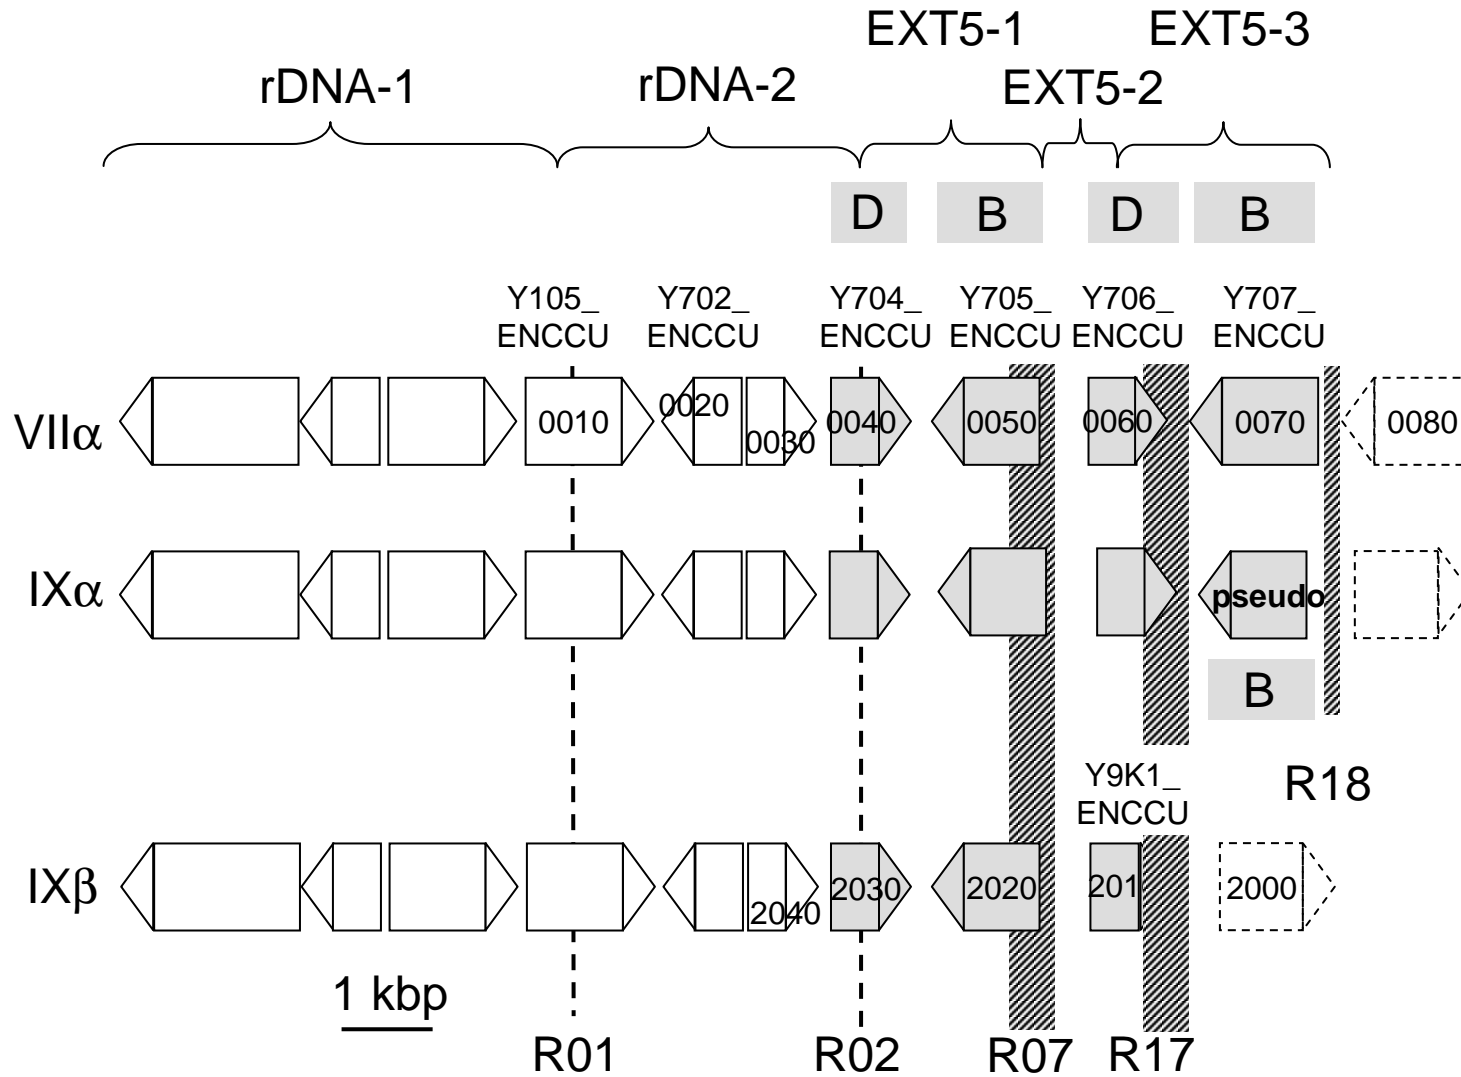 EXT5-1 EXT5-3
rDNA-1 rDNA-2 EXT5-2
D B D B
Y105_ Y702_ Y704_ Y705_ Y706_ Y707_
ENCCU ENCCU ENCCU ENCCU ENCCU ENCCU
VIIα 0010 0020 0030 0040 0050 0060 0070 0080
IXα pseudo
B
Y9K1_ R18
ENCCU
IXβ 2040 2030 2020 201 2000
1 kbp
R01 R02 R07 R17